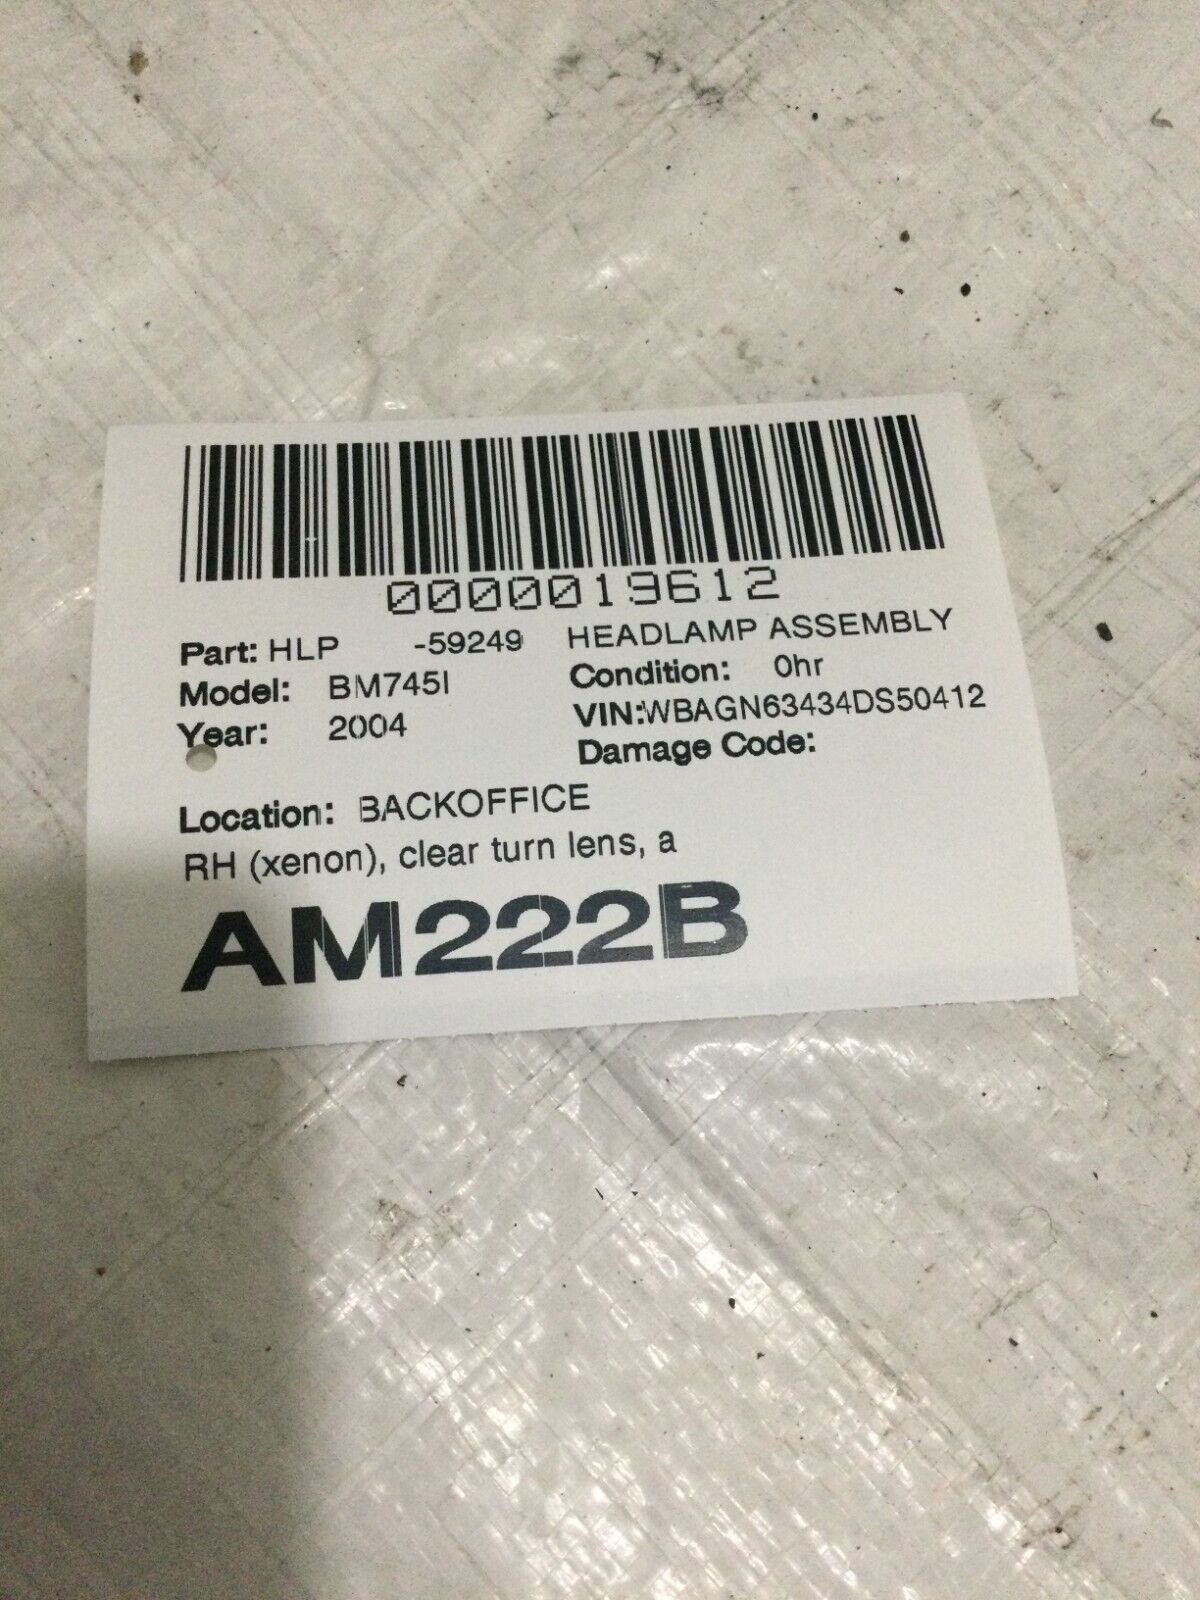 0000019612
Part: HLP -59249 HEADLAMP ASSEMBLY
Model: BM745I Condition: 0hr
Year: 2004 VIN:WBAGN63434DS50412
Damage Code:
Location: BACKOFFICE
RH (xenon), clear turn lens, a
AM222B